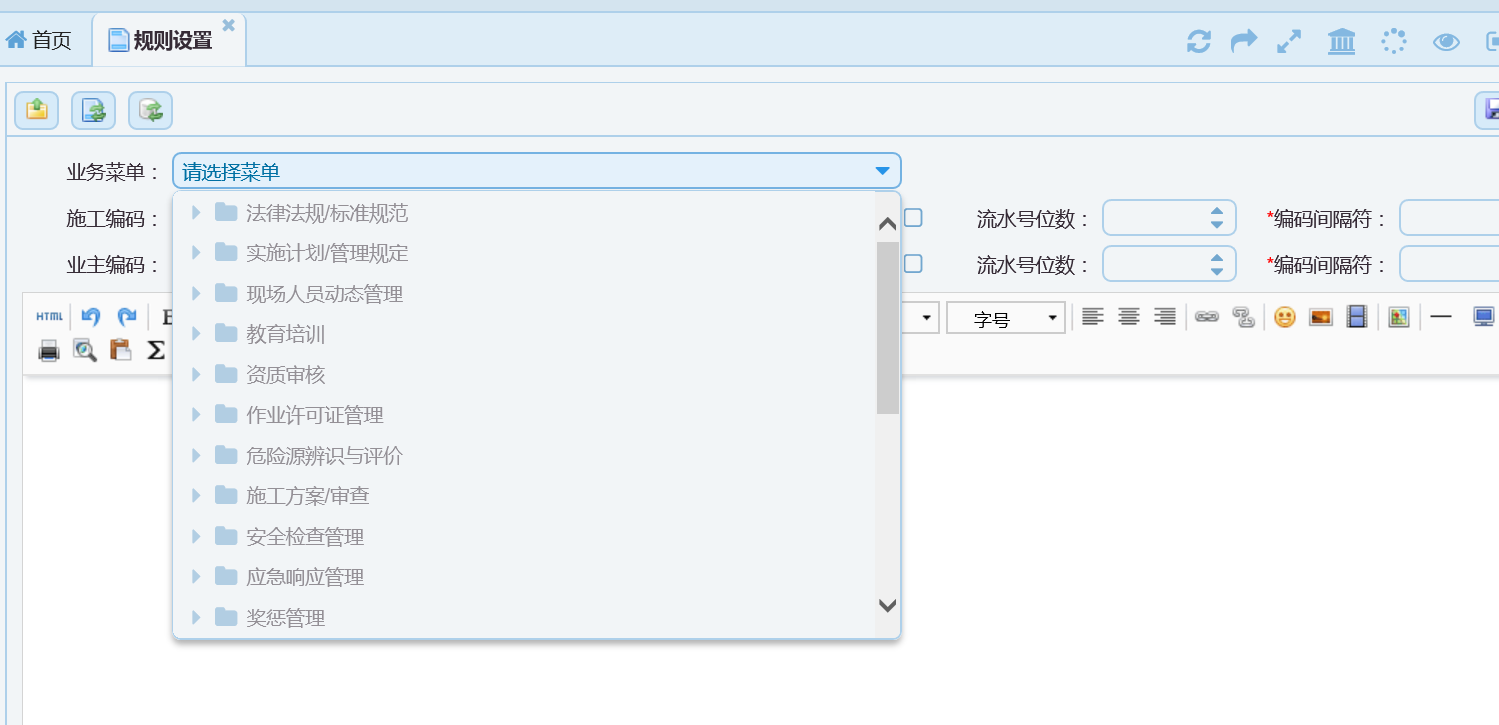 首页 规则设置
业务菜单： 请选择菜单
施工编码： 流水号位数： *编码间隔符：
业主编码： 流水号位数： *编码间隔符：
法律法规/标准规范
实施计划/管理规定
现场人员动态管理
教育培训
资质审核
作业许可证管理
危险源辨识与评价
施工方案/审查
安全检查管理
应急响应管理
奖惩管理
HTML 字号